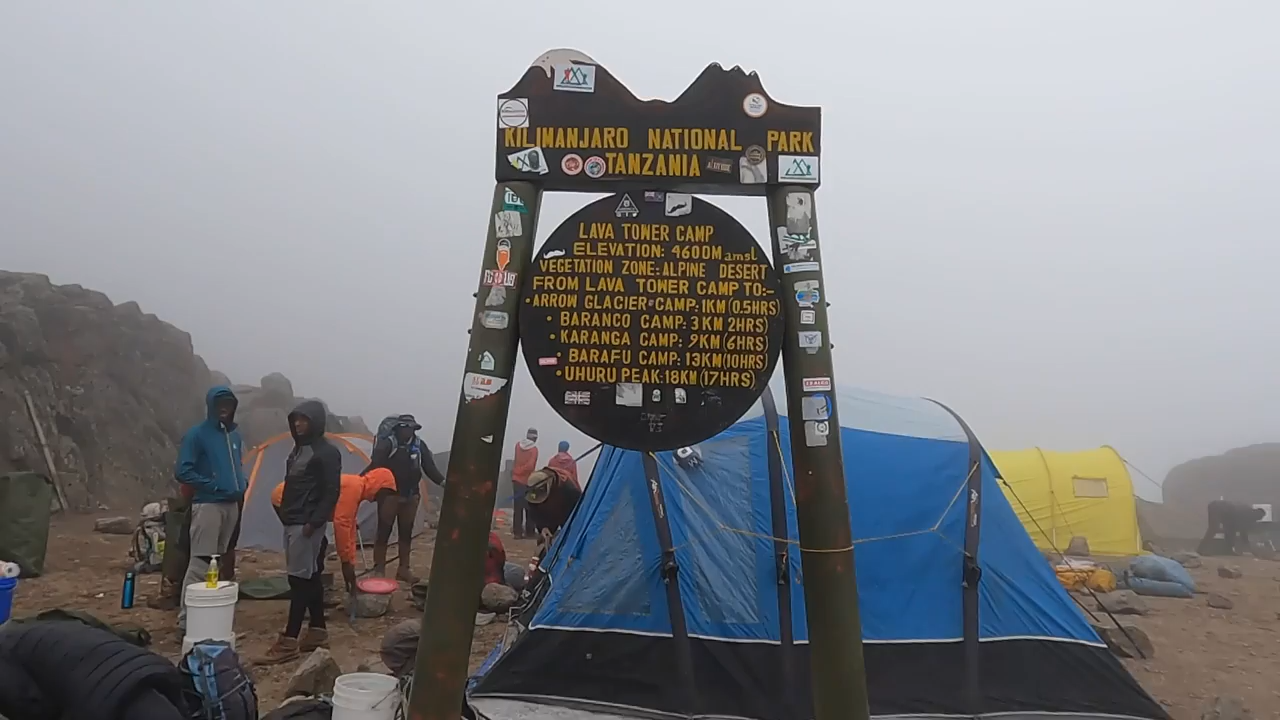 KILIMANJARO NATIONAL PARK
TANZANIA
LAVA TOWER CAMP
ELEVATION: 4600M amsl
VEGETATION ZONE: ALPINE DESERT
FROM LAVA TOWER CAMP TO:-
• ARROW GLACIER CAMP: 1KM (0.5HRS)
• BARANCO CAMP: 3KM 2HRS)
• KARANGA CAMP: 9KM (6HRS)
• BARAFU CAMP: 13KM (10HRS)
• UHURU PEAK: 18KM (17HRS)